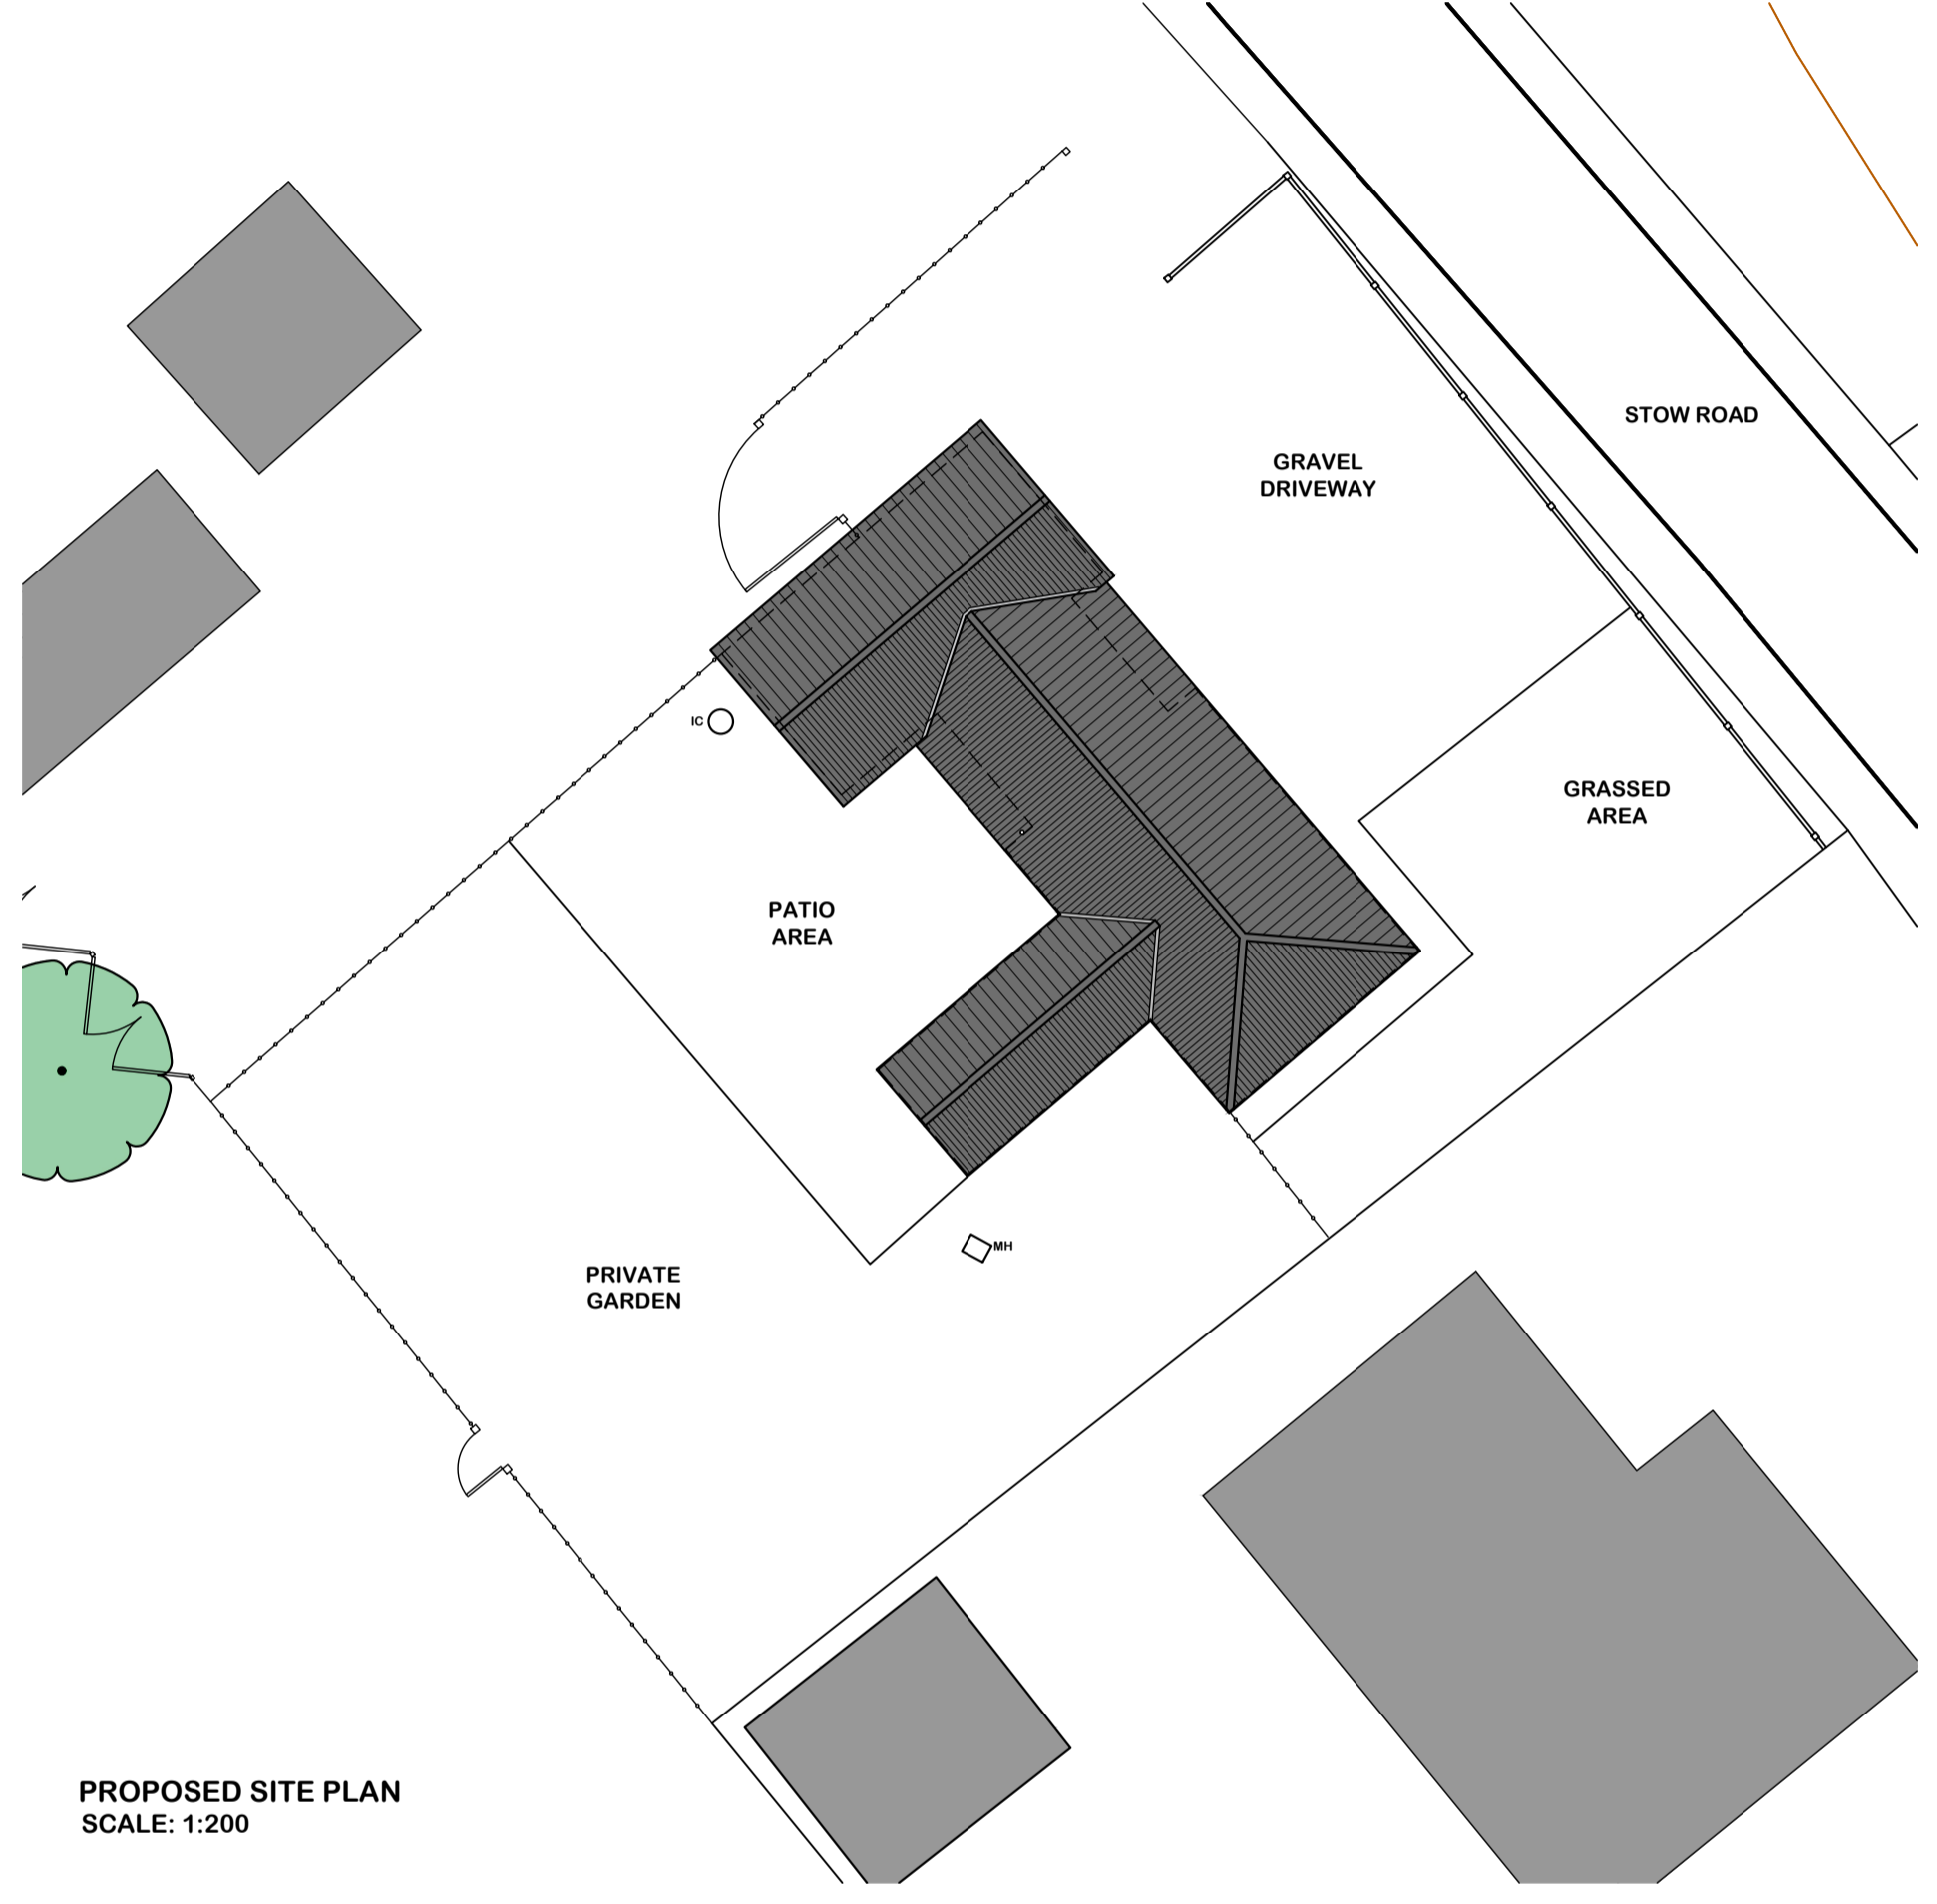 STOW ROAD
GRAVEL
DRIVEWAY
IC
GRASSED
AREA
PATIO
AREA
MH
PRIVATE
GARDEN
PROPOSED SITE PLAN
SCALE: 1:200